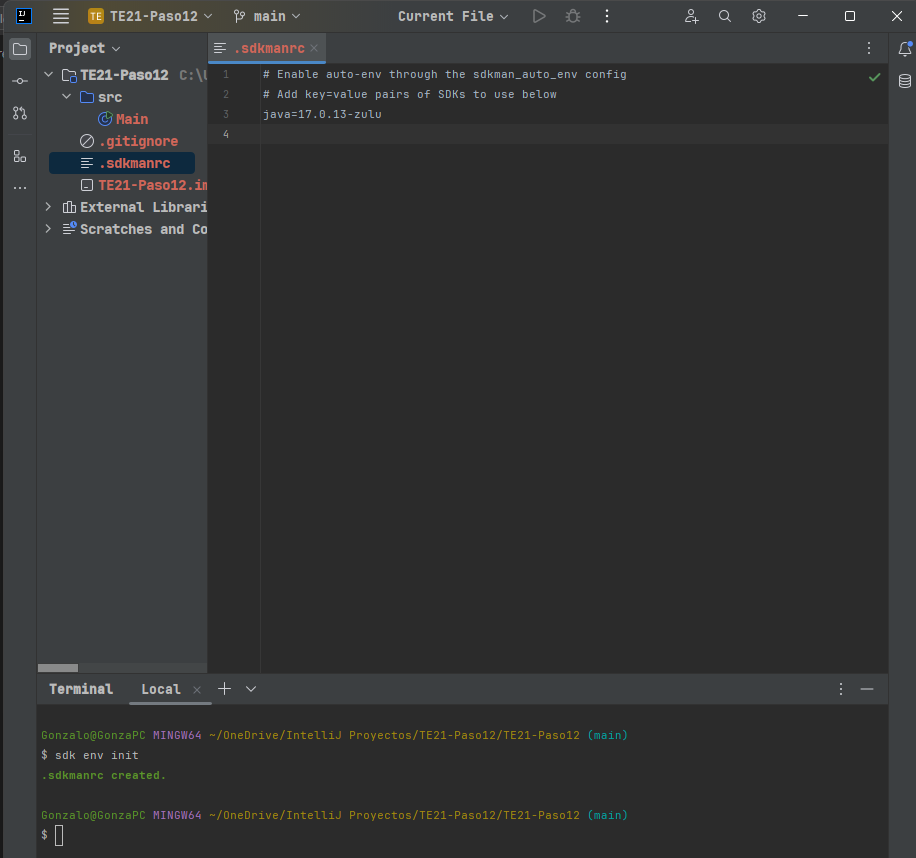 IJ TE TE21-Paso12 main Current File
Project
.sdkmanrc
TE21-Paso12 C:\U
src
Main
.gitignore
.sdkmanrc
TE21-Paso12.im
External Librari
Scratches and Co
1 # Enable auto-env through the sdkman_auto_env config
2 # Add key=value pairs of SDKs to use below
3 java=17.0.13-zulu
4
Terminal Local
Gonzalo@GonzaPC MINGW64 ~/OneDrive/IntelliJ Proyectos/TE21-Paso12/TE21-Paso12 (main)
$ sdk env init
.sdkmanrc created.
Gonzalo@GonzaPC MINGW64 ~/OneDrive/IntelliJ Proyectos/TE21-Paso12/TE21-Paso12 (main)
$